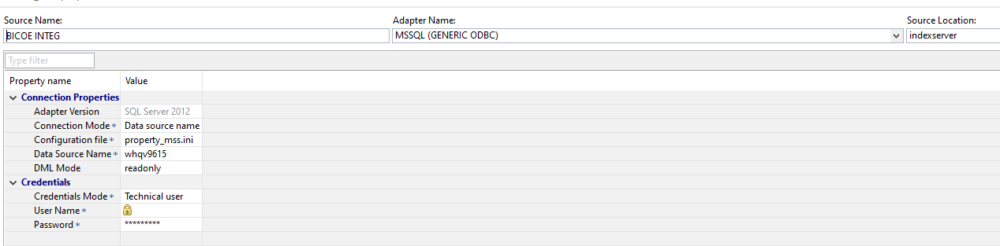 Source Name:
Adapter Name:
Source Location:
BICOE INTEG
MSSQL (GENERIC ODBC)
indexserver
Type filter
Property name
Value
Connection Properties
Adapter Version
SQL Server 2012
Connection Mode *
Data source name
Configuration file *
property_mss.ini
Data Source Name *
whqv9615
DML Mode
readonly
Credentials
Credentials Mode *
Technical user
User Name *
Password *
*********